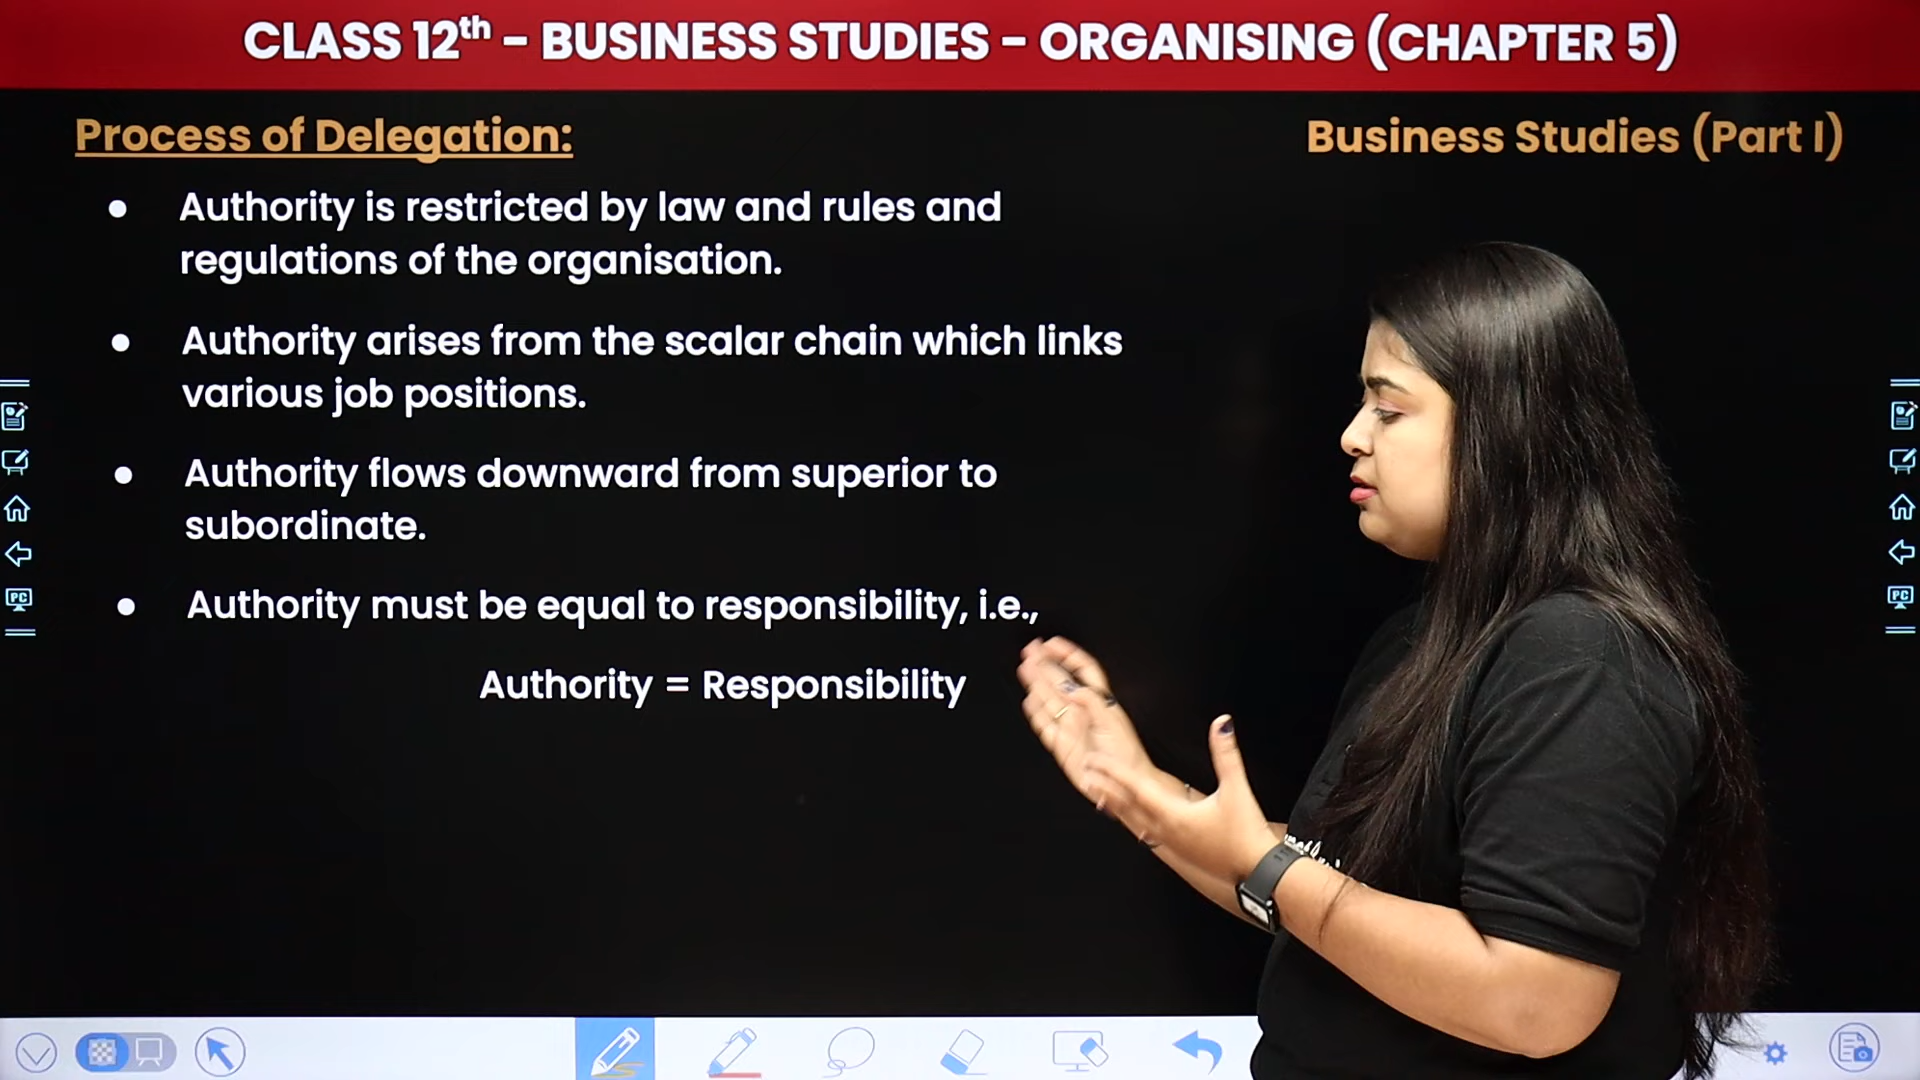 CLASS 12th - BUSINESS STUDIES - ORGANISING (CHAPTER 5)
Process of Delegation:
Business Studies (Part I)
● Authority is restricted by law and rules and
regulations of the organisation.
● Authority arises from the scalar chain which links
various job positions.
● Authority flows downward from superior to
subordinate.
● Authority must be equal to responsibility, i.e.,
Authority = Responsibility
PC
PC